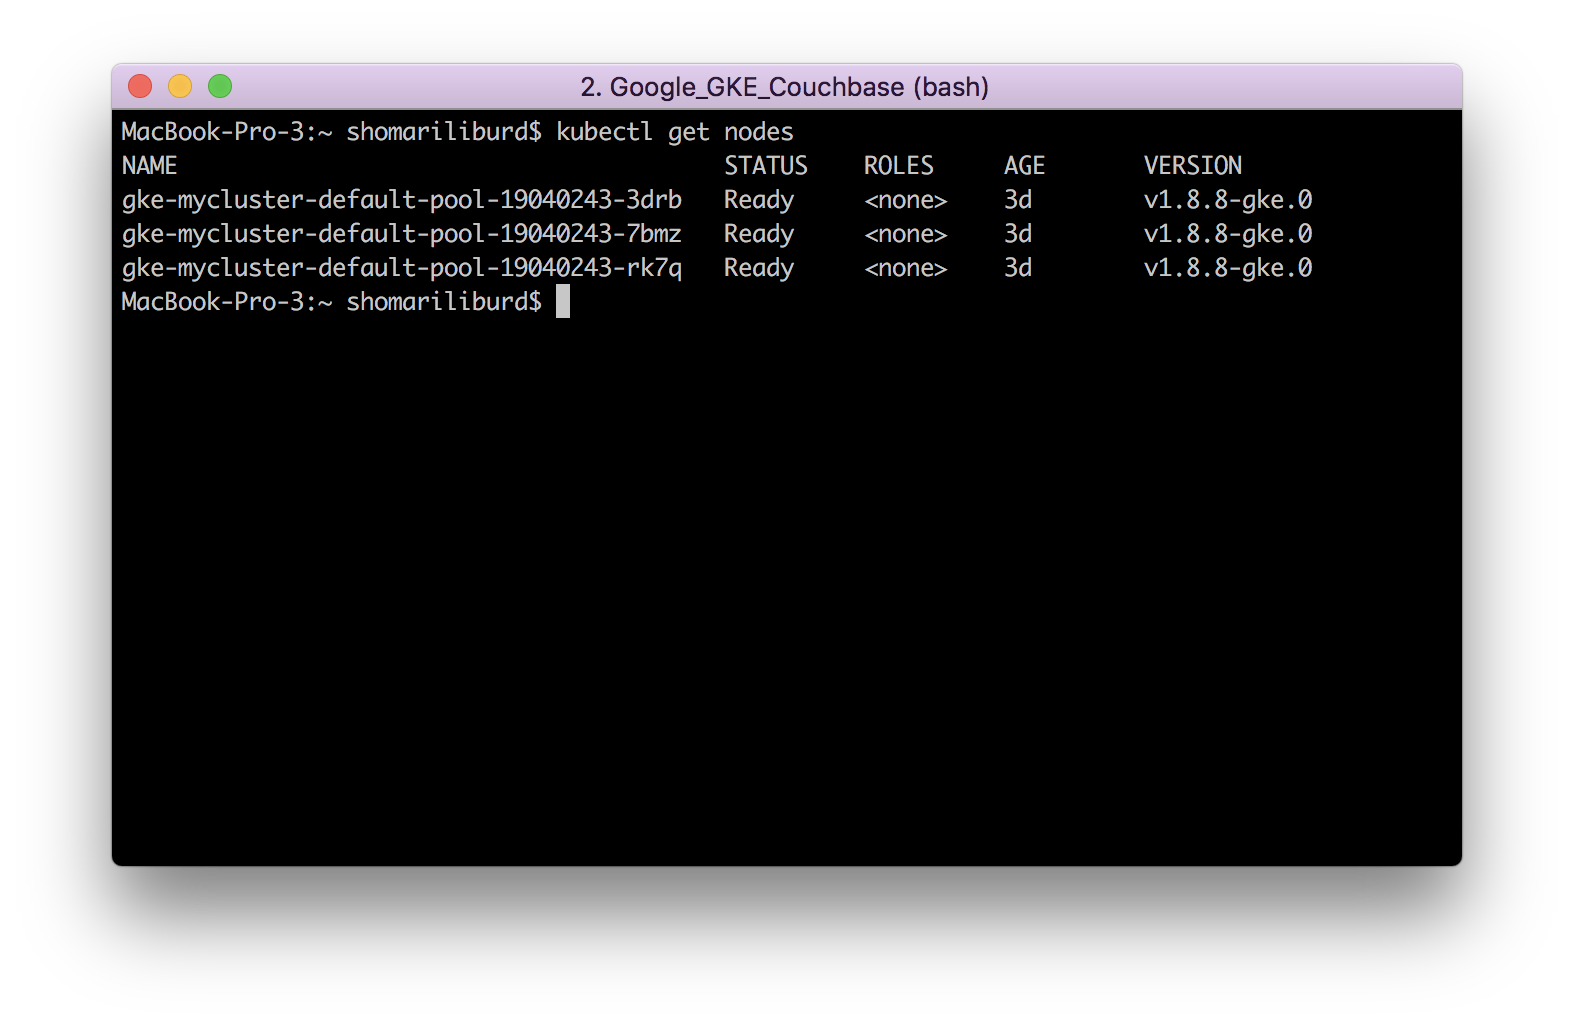 2. Google_GKE_Couchbase (bash)
MacBook-Pro-3:~ shomariliburd$ kubectl get nodes
NAME STATUS ROLES AGE VERSION
gke-mycluster-default-pool-19040243-3drb Ready <none> 3d v1.8.8-gke.0
gke-mycluster-default-pool-19040243-7bmz Ready <none> 3d v1.8.8-gke.0
gke-mycluster-default-pool-19040243-rk7q Ready <none> 3d v1.8.8-gke.0
MacBook-Pro-3:~ shomariliburd$